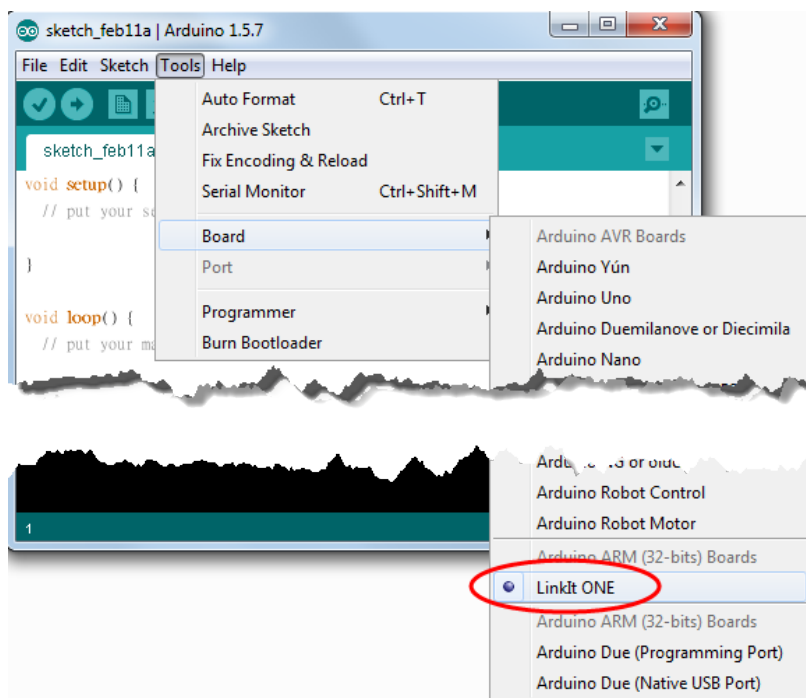 sketch_feb11a | Arduino 1.5.7
File Edit Sketch Tools Help
Auto Format Ctrl+T
Archive Sketch
sketch_feb11a
Fix Encoding & Reload
Serial Monitor Ctrl+Shift+M
void setup() {
// put your
Board
Port
}
Programmer
void loop() {
Burn Bootloader
// put your
Arduino AVR Boards
Arduino Yún
Arduino Uno
Arduino Duemilanove or Diecimila
Arduino Nano
or
Arduino Robot Control
Arduino Robot Motor
Arduino ARM (32-bits) Boards
LinkIt ONE
Arduino ARM (32-bits) Boards
Arduino Due (Programming Port)
Arduino Due (Native USB Port)
1